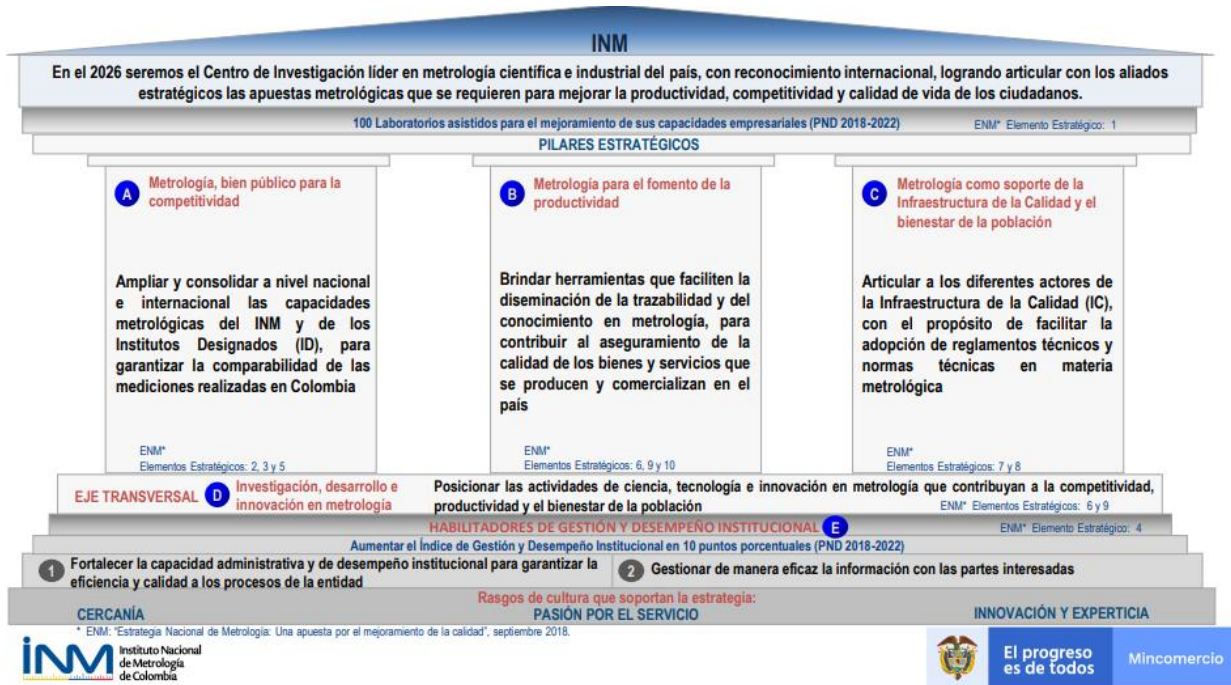 INM
En el 2026 seremos el Centro de Investigación líder en metrología científica e industrial del país, con reconocimiento internacional, logrando articular con los aliados
estratégicos las apuestas metrológicas que se requieren para mejorar la productividad, competitividad y calidad de vida de los ciudadanos.
100 Laboratorios asistidos para el mejoramiento de sus capacidades empresariales (PND 2018-2022) ENM* Elemento Estratégico: 1
PILARES ESTRATÉGICOS
A
Metrología, bien público para la
competitividad
Ampliar y consolidar a nivel nacional
e internacional las capacidades
metrológicas del INM y de los
Institutos Designados (ID), para
garantizar la comparabilidad de las
mediciones realizadas en Colombia
ENM*
Elementos Estratégicos: 2, 3 y 5
B
Metrología para el fomento de la
productividad
Brindar herramientas que faciliten la
diseminación de la trazabilidad y del
conocimiento en metrología, para
contribuir al aseguramiento de la
calidad de los bienes y servicios que
se producen y comercializan en el
país
ENM*
Elementos Estratégicos: 6, 9 y 10
C
Metrología como soporte de la
Infraestructura de la Calidad y el
bienestar de la población
Articular a los diferentes actores de
la Infraestructura de la Calidad (IC),
con el propósito de facilitar la
adopción de reglamentos técnicos y
normas técnicas en materia
metrológica
ENM*
Elementos Estratégicos: 7 y 8
EJE TRANSVERSAL D
Investigación, desarrollo e
innovación en metrología
Posicionar las actividades de ciencia, tecnología e innovación en metrología que contribuyan a la competitividad,
productividad y el bienestar de la población ENM* Elementos Estratégicos: 6 y 9
HABILITADORES DE GESTIÓN Y DESEMPEÑO INSTITUCIONAL E ENM* Elemento Estratégico: 4
Aumentar el Índice de Gestión y Desempeño Institucional en 10 puntos porcentuales (PND 2018-2022)
1 Fortalecer la capacidad administrativa y de desempeño institucional para garantizar la
eficiencia y calidad a los procesos de la entidad
2 Gestionar de manera eficaz la información con las partes interesadas
Rasgos de cultura que soportan la estrategia:
CERCANÍA PASIÓN POR EL SERVICIO INNOVACIÓN Y EXPERTICIA
* ENM: "Estrategia Nacional de Metrología: Una apuesta por el mejoramiento de la calidad", septiembre 2018.
INM
Instituto Nacional
de Metrología
de Colombia
El progreso
es de todos
Mincomercio